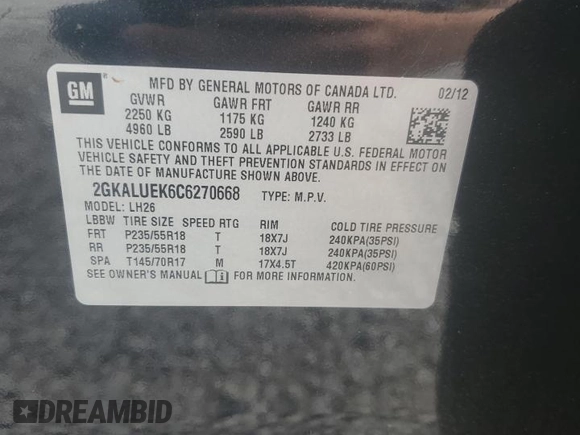 GM ® MFD BY GENERAL MOTORS OF CANADA LTD. 02/12
GVWR GAWR FRT GAWR RR
2250 KG 1175 KG 1240 KG
4960 LB 2590 LB 2733 LB
THIS VEHICLE CONFORMS TO ALL APPLICABLE U.S. FEDERAL MOTOR
VEHICLE SAFETY AND THEFT PREVENTION STANDARDS IN EFFECT ON
THE DATE OF MANUFACTURE SHOWN ABOVE.
2GKALUEK6C6270668 TYPE: M.P.V.
MODEL: LH26
LBBW TIRE SIZE SPEED RTG RIM COLD TIRE PRESSURE
FRT P235/55R18 T 18X7J 240KPA(35PSI)
RR P235/55R18 T 18X7J 240KPA(35PSI)
SPA T145/70R17 M 17X4.5T 420KPA(60PSI)
SEE OWNER'S MANUAL FOR MORE INFORMATION
DREAMBID